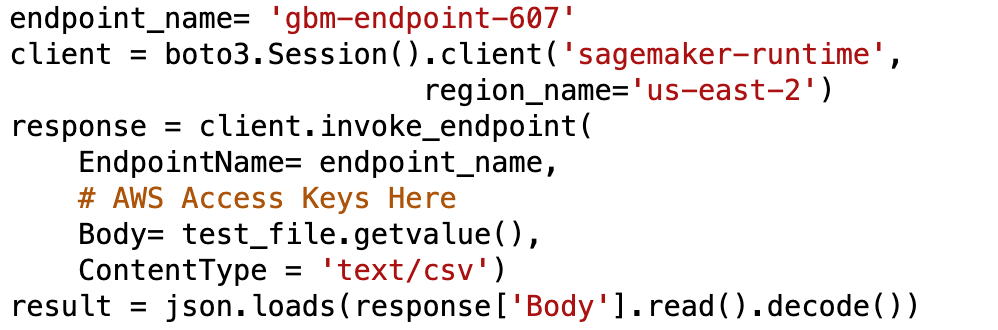 endpoint_name= 'gbm-endpoint-607'
client = boto3.Session().client('sagemaker-runtime',
                        region_name='us-east-2')
response = client.invoke_endpoint(
    EndpointName= endpoint_name,
    # AWS Access Keys Here
    Body= test_file.getvalue(),
    ContentType = 'text/csv')
result = json.loads(response['Body'].read().decode())